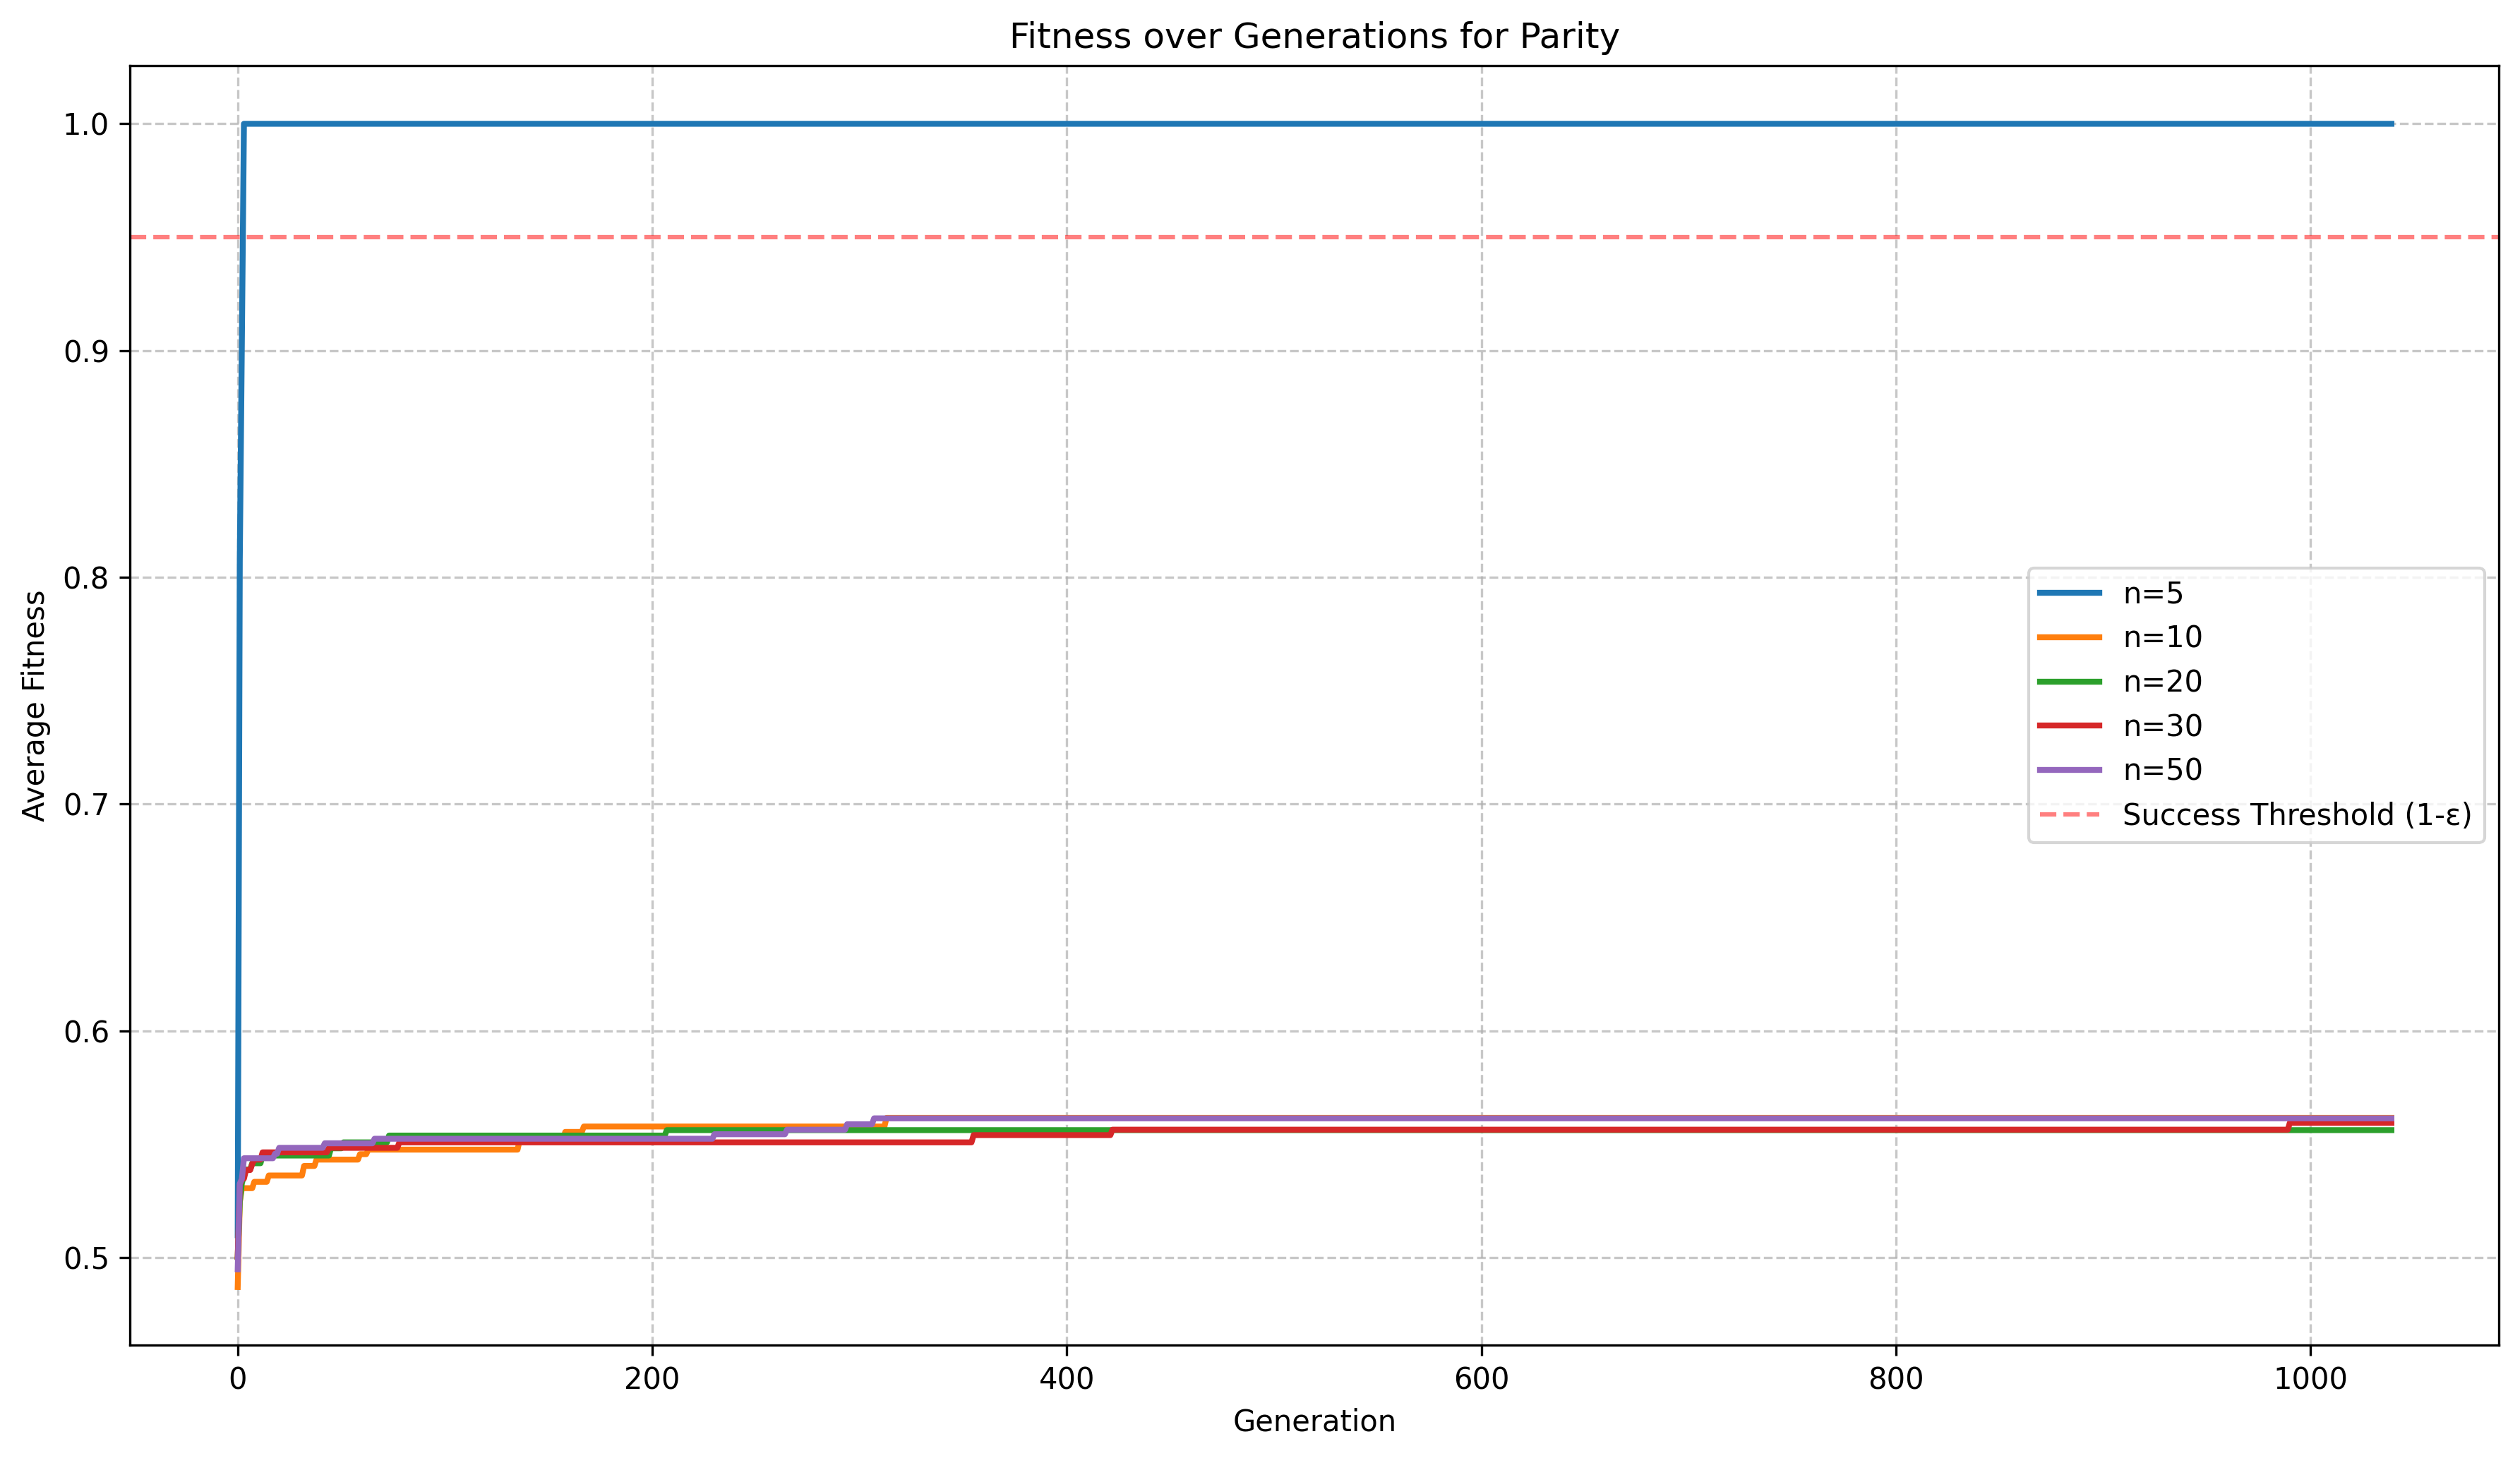 Fitness over Generations for Parity
Average Fitness
1.0
0.9
0.8
0.7
0.6
0.5
n=5
n=10
n=20
n=30
n=50
Success Threshold (1-ε)
0 200 400 600 800 1000
Generation